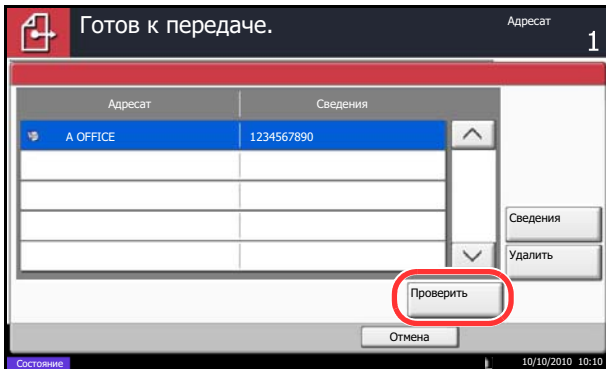 Готов к передаче.
Адресат
1
Адресат Сведения
A OFFICE 1234567890
Сведения
Удалить
Проверить
Отмена
Состояние 10/10/2010 10:10